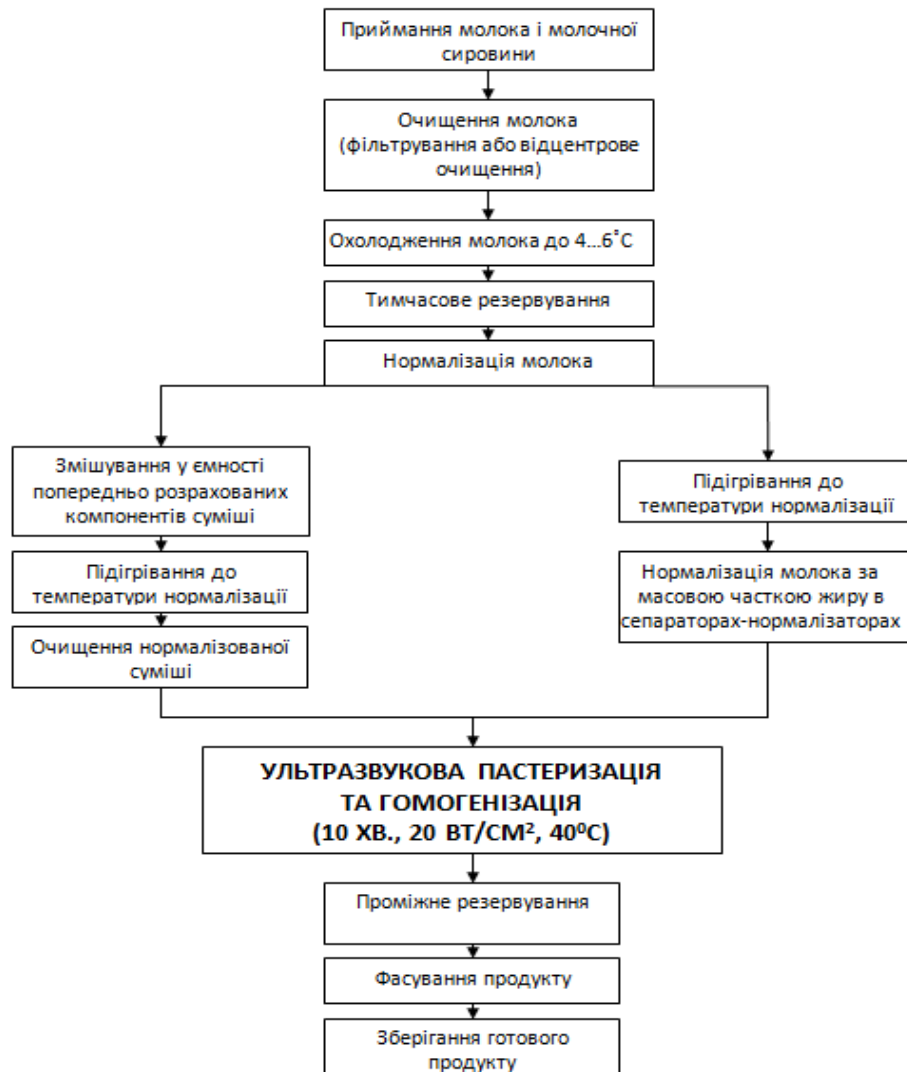 Приймання молока і молочної
сировини
Очищення молока
(фільтрування або відцентрове
очищення)
Охолодження молока до 4...6˚С
Тимчасове резервування
Нормалізація молока
Змішування у ємності
попередньо розрахованих
компонентів суміші
Підігрівання до
температури нормалізації
Очищення нормалізованої
суміші
Підігрівання до
температури нормалізації
Нормалізація молока за
масовою часткою жиру в
сепараторах-нормалізаторах
УЛЬТРАЗВУКОВА ПАСТЕРИЗАЦІЯ
ТА ГОМОГЕНІЗАЦІЯ
(10 ХВ., 20 ВТ/СМ², 40⁰С)
Проміжне резервування
Фасування продукту
Зберігання готового
продукту